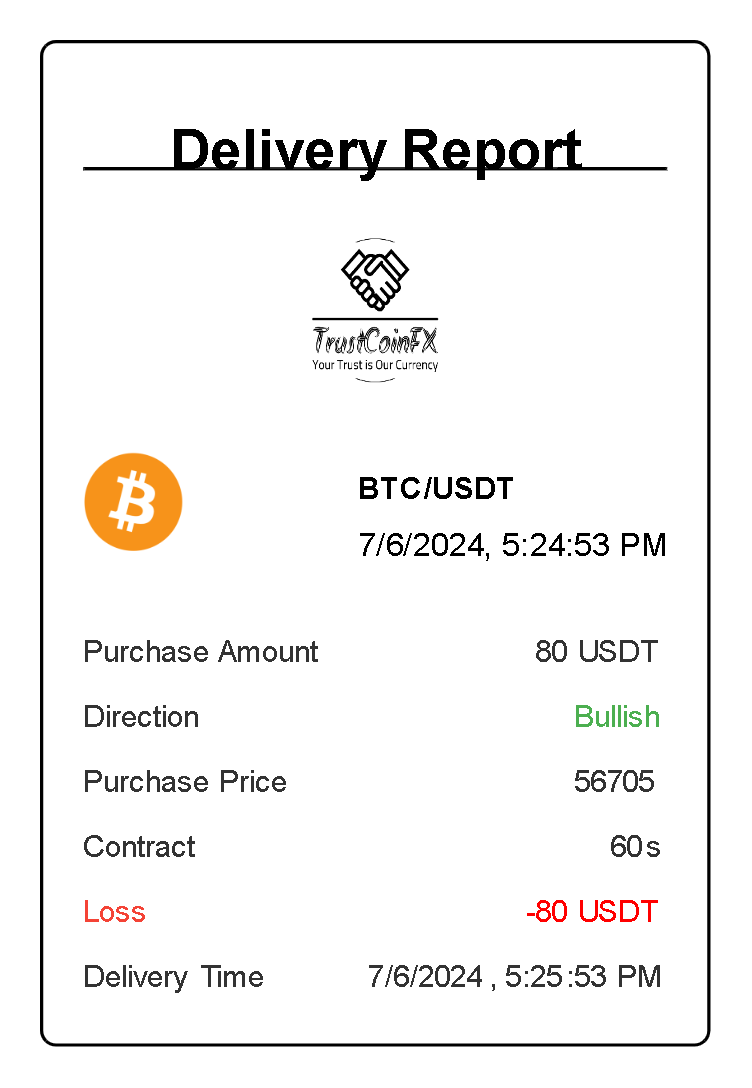 Delivery Report
TrustCoinFX
Your Trust is Our Currency
BTC/USDT
7/6/2024, 5:24:53 PM
Purchase Amount 80 USDT
Direction Bullish
Purchase Price 56705
Contract 60s
Loss -80 USDT
Delivery Time 7/6/2024 , 5:25:53 PM